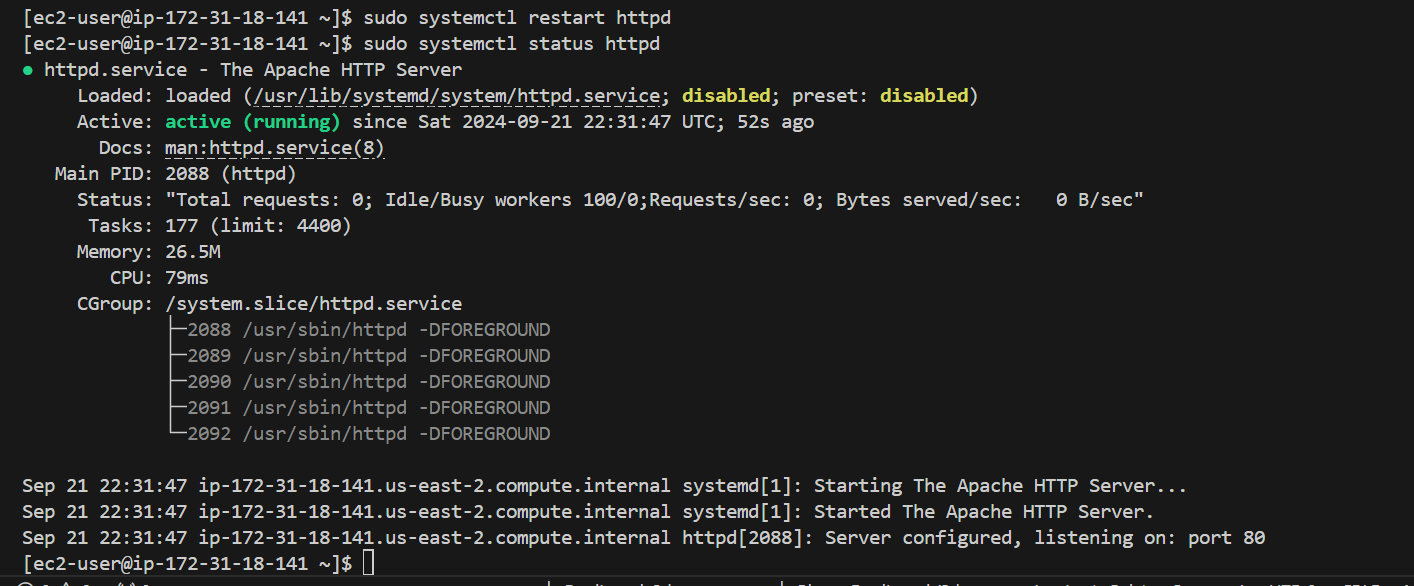 [ec2-user@ip-172-31-18-141 ~]$ sudo systemctl restart httpd
[ec2-user@ip-172-31-18-141 ~]$ sudo systemctl status httpd
● httpd.service - The Apache HTTP Server
Loaded: loaded (/usr/lib/systemd/system/httpd.service; disabled; preset: disabled)
Active: active (running) since Sat 2024-09-21 22:31:47 UTC; 52s ago
Docs: man:httpd.service(8)
Main PID: 2088 (httpd)
Status: "Total requests: 0; Idle/Busy workers 100/0;Requests/sec: 0; Bytes served/sec:   0 B/sec"
Tasks: 177 (limit: 4400)
Memory: 26.5M
CPU: 79ms
CGroup: /system.slice/httpd.service
├─2088 /usr/sbin/httpd -DFOREGROUND
├─2089 /usr/sbin/httpd -DFOREGROUND
├─2090 /usr/sbin/httpd -DFOREGROUND
├─2091 /usr/sbin/httpd -DFOREGROUND
└─2092 /usr/sbin/httpd -DFOREGROUND
Sep 21 22:31:47 ip-172-31-18-141.us-east-2.compute.internal systemd[1]: Starting The Apache HTTP Server...
Sep 21 22:31:47 ip-172-31-18-141.us-east-2.compute.internal systemd[1]: Started The Apache HTTP Server.
Sep 21 22:31:47 ip-172-31-18-141.us-east-2.compute.internal httpd[2088]: Server configured, listening on: port 80
[ec2-user@ip-172-31-18-141 ~]$